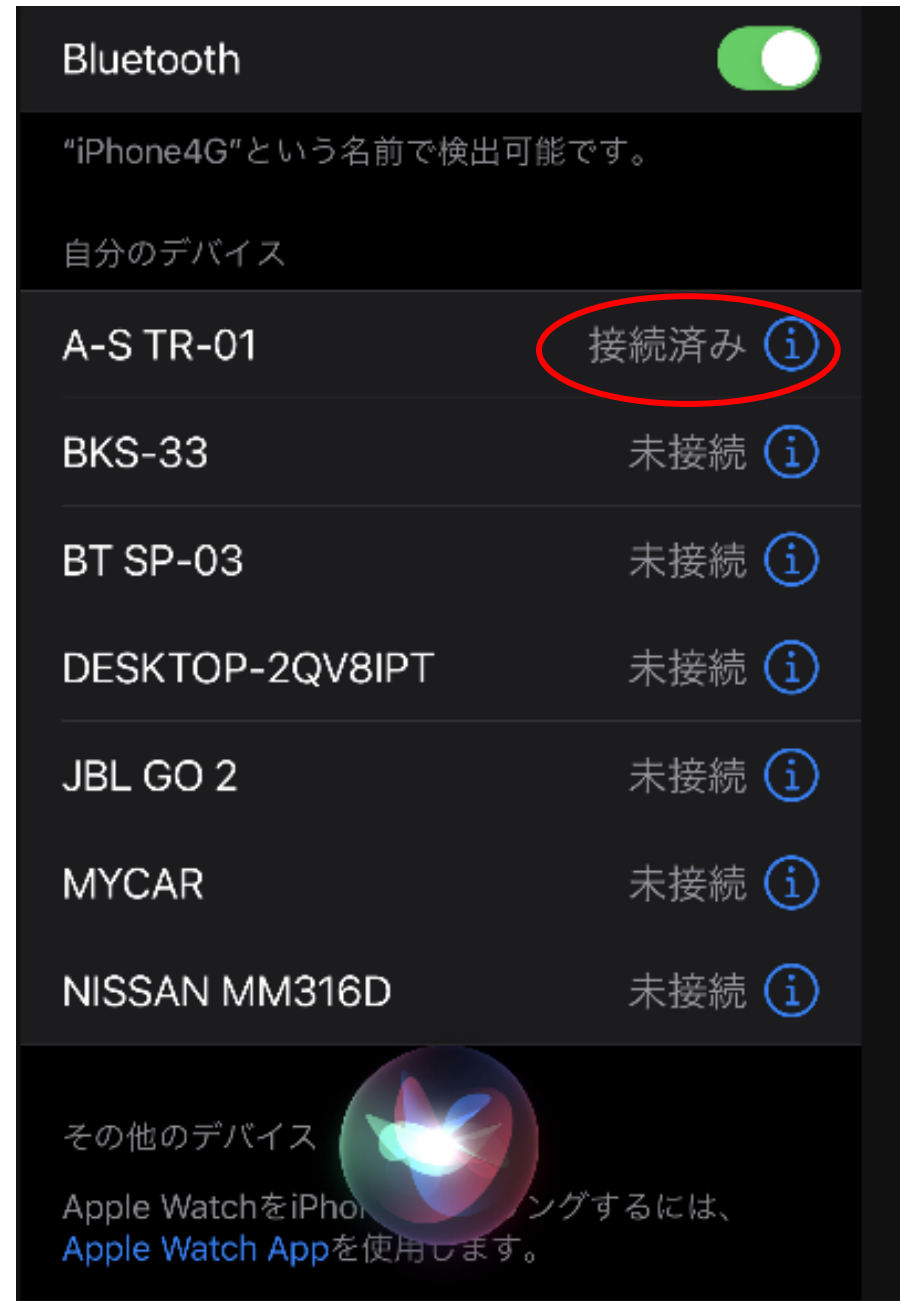 Bluetooth
“iPhone4G”という名前で検出可能です。
自分のデバイス
A-S TR-01 接続済み
BKS-33 未接続
BT SP-03 未接続
DESKTOP-2QV8IPT 未接続
JBL GO 2 未接続
MYCAR 未接続
NISSAN MM316D 未接続
その他のデバイス
Apple WatchをiPho ングするには、
Apple Watch Appを使用します。